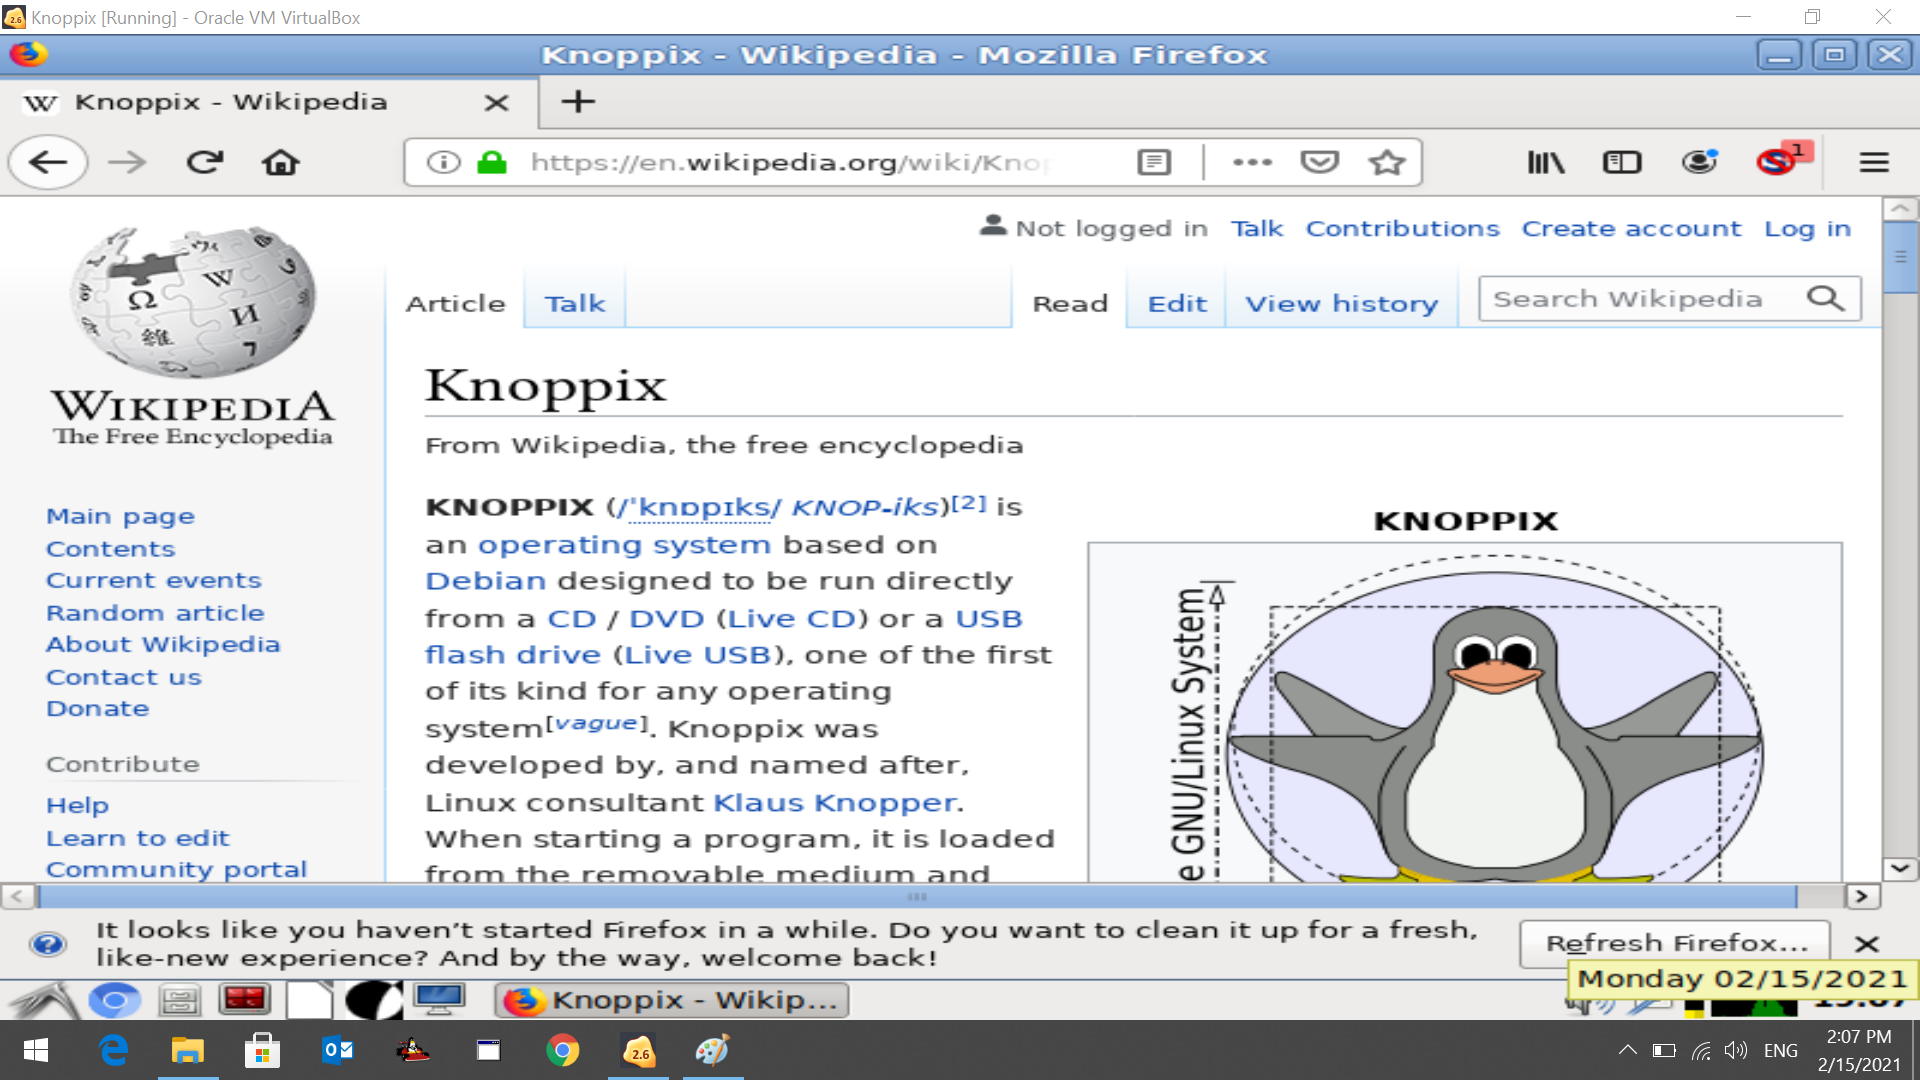 Knoppix [Running] - Oracle VM VirtualBox
Knoppix - Wikipedia - Mozilla Firefox
W Knoppix - Wikipedia
https://en.wikipedia.org/wiki/Knop
1
Not logged in Talk Contributions Create account Log in
Article Talk Read Edit View history Search Wikipedia
WIKIPEDIA
The Free Encyclopedia
Main page
Contents
Current events
Random article
About Wikipedia
Contact us
Donate
Contribute
Help
Learn to edit
Community portal
Knoppix
From Wikipedia, the free encyclopedia
KNOPPIX (/ˈknɒpɪks/ KNOP-iks)[2] is
an operating system based on
Debian designed to be run directly
from a CD / DVD (Live CD) or a USB
flash drive (Live USB), one of the first
of its kind for any operating
system[vague]. Knoppix was
developed by, and named after,
Linux consultant Klaus Knopper.
When starting a program, it is loaded
from the removable medium and
KNOPPIX
e GNU/Linux System
It looks like you haven't started Firefox in a while. Do you want to clean it up for a fresh,
like-new experience? And by the way, welcome back!
Refresh Firefox...
Monday 02/15/2021
Knoppix - Wikip...
2.6
ENG
2:07 PM
2/15/2021